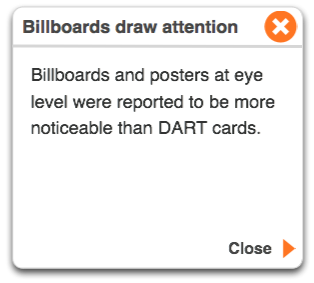 Billboards draw attention
Billboards and posters at eye
level were reported to be more
noticeable than DART cards.
Close